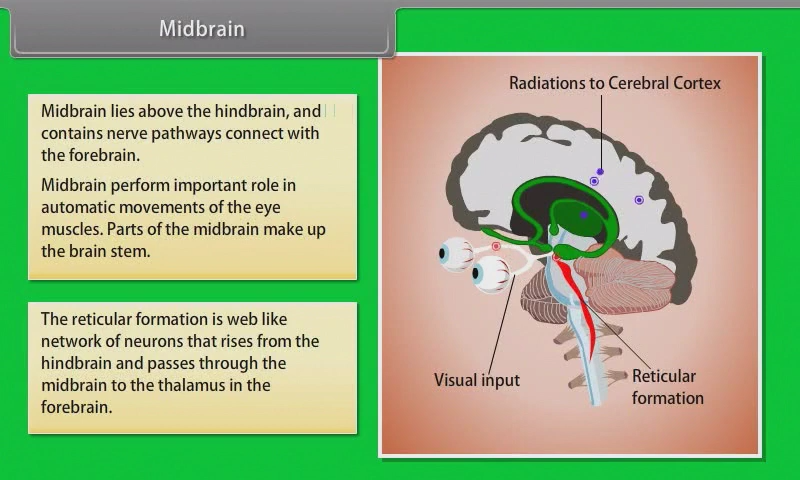 Midbrain
Midbrain lies above the hindbrain, and
contains nerve pathways connect with
the forebrain.
Midbrain perform important role in
automatic movements of the eye
muscles. Parts of the midbrain make up
the brain stem.
The reticular formation is web like
network of neurons that rises from the
hindbrain and passes through the
midbrain to the thalamus in the
forebrain.
Radiations to Cerebral Cortex
Visual input
Reticular
formation